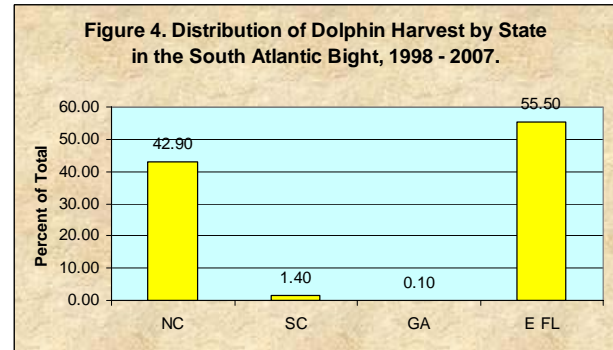 Figure 4. Distribution of Dolphin Harvest by State
in the South Atlantic Bight, 1998 - 2007.
Percent of Total
60.00
50.00
40.00
30.00
20.00
10.00
0.00
42.90
1.40
0.10
55.50
NC SC GA E FL